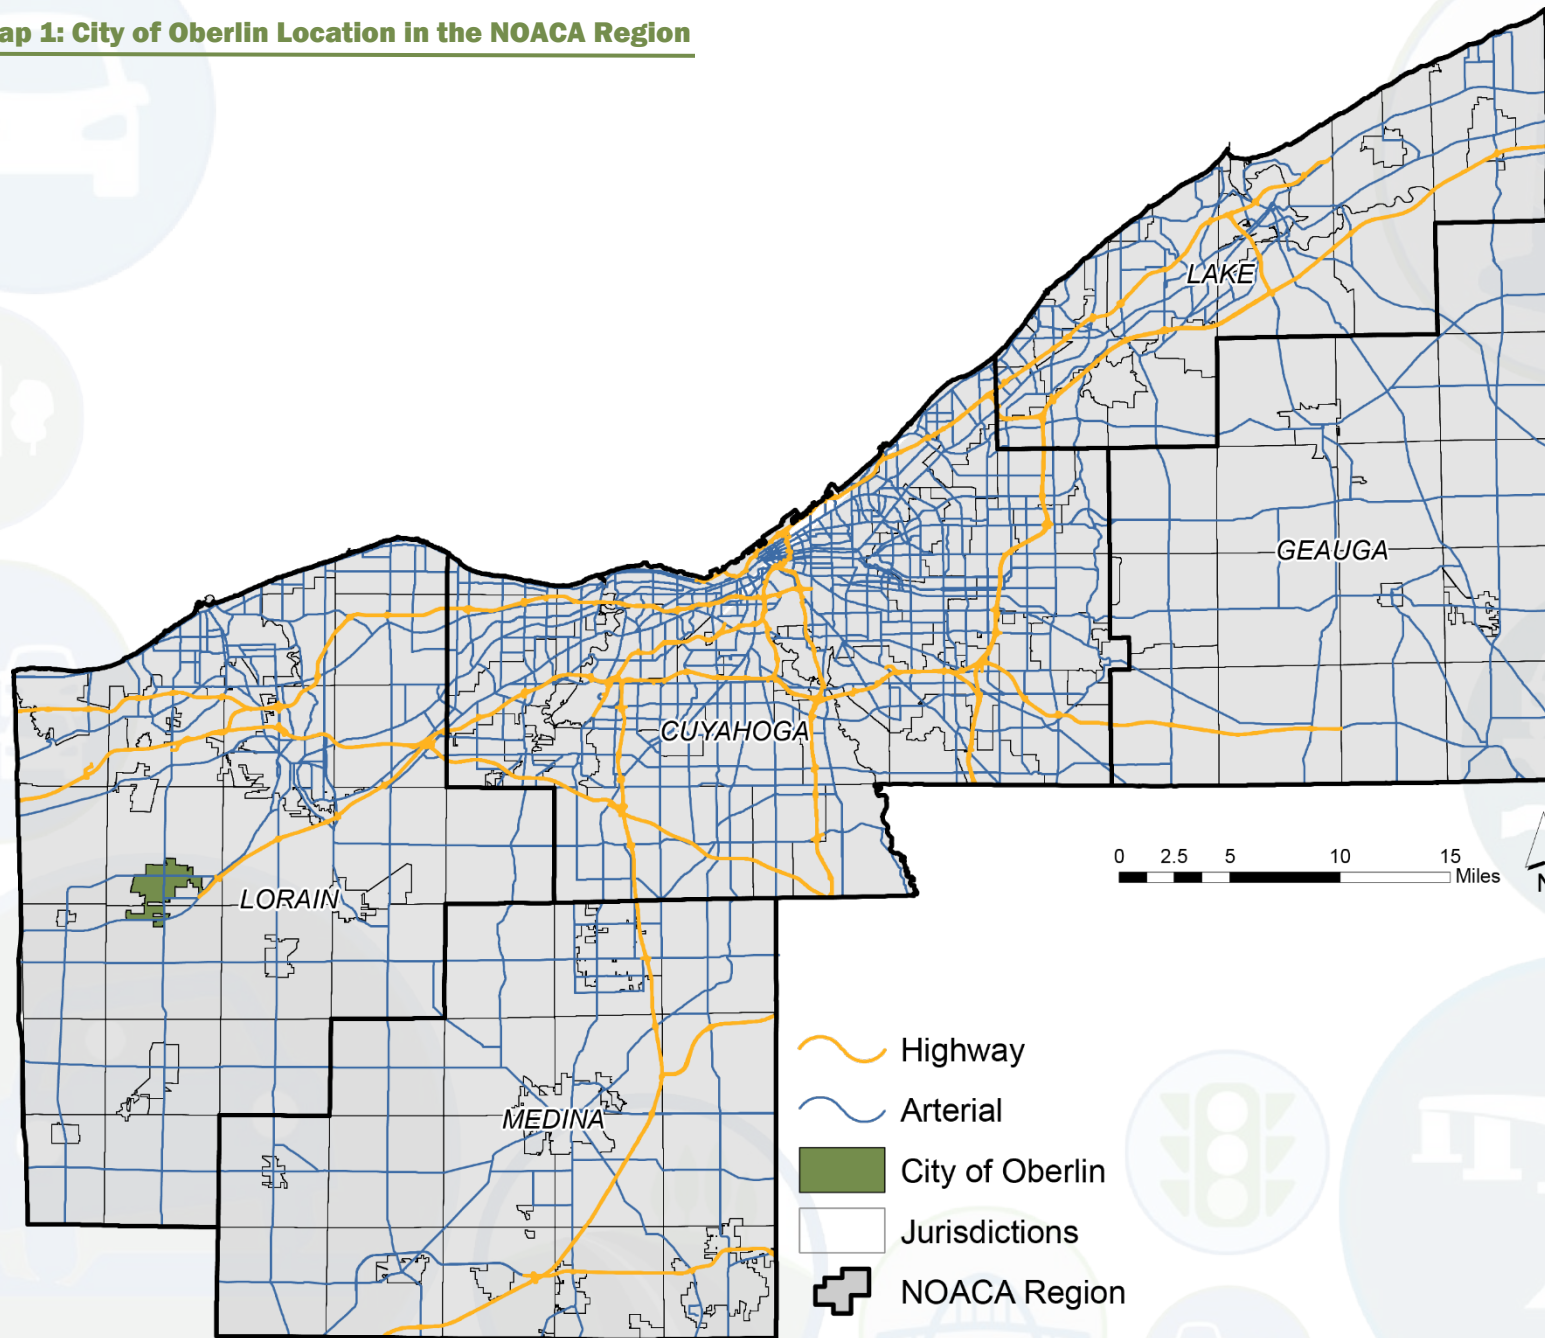 ap 1: City of Oberlin Location in the NOACA Region
LAKE
GEAUGA
CUYAHOGA
LORAIN
MEDINA
0 2.5 5 10 15
Miles
N
Highway
Arterial
City of Oberlin
Jurisdictions
NOACA Region